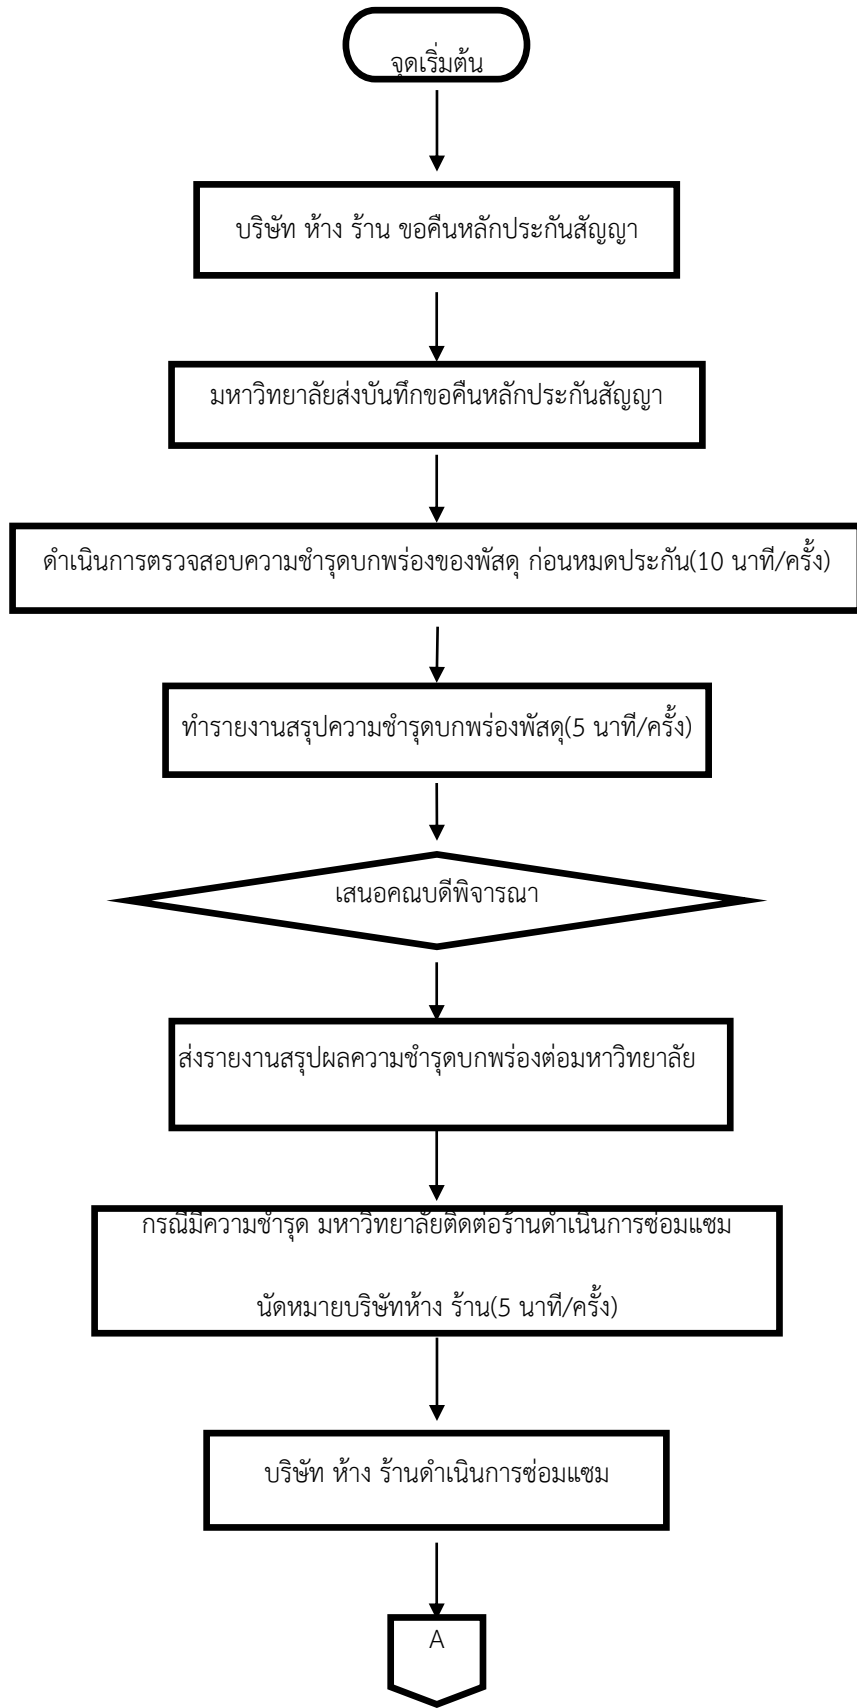 จุดเริ่มต้น
บริษัท ห้าง ร้าน ขอคืนหลักประกันสัญญา
มหาวิทยาลัยส่งบันทึกขอคืนหลักประกันสัญญา
ดำเนินการตรวจสอบความชำรุดบกพร่องของพัสดุ ก่อนหมดประกัน(10 นาที/ครั้ง)
ทำรายงานสรุปความชำรุดบกพร่องพัสดุ(5 นาที/ครั้ง)
เสนอคณบดีพิจารณา
ส่งรายงานสรุปผลความชำรุดบกพร่องต่อมหาวิทยาลัย
กรณีมีความชำรุด มหาวิทยาลัยติดต่อร้านดำเนินการซ่อมแซม
นัดหมายบริษัทห้าง ร้าน(5 นาที/ครั้ง)
บริษัท ห้าง ร้านดำเนินการซ่อมแซม
A